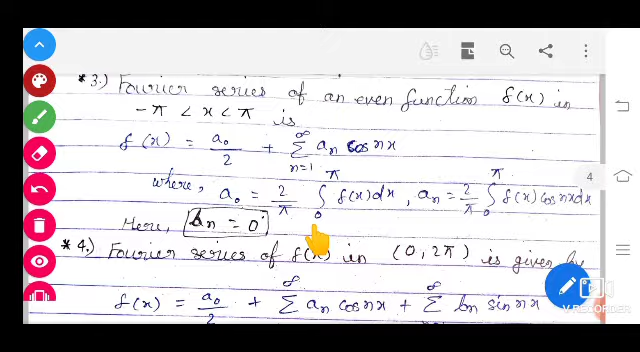 *3.) Fourier series of an even function f(x) in
-π < x < π is
f(x) = a₀/2 + ∞Σn=1 aₙ cos nx
where, a₀ = 2/π ∫₀^π f(x)dx, aₙ = 2/π ∫₀^π f(x) cos nx dx
Here, bₙ = 0
*4.) Fourier series of f(x) in (0, 2π) is given by
f(x) = a₀/2 + Σ^∞ aₙ cos nx + Σ^∞ bₙ sin nx
4